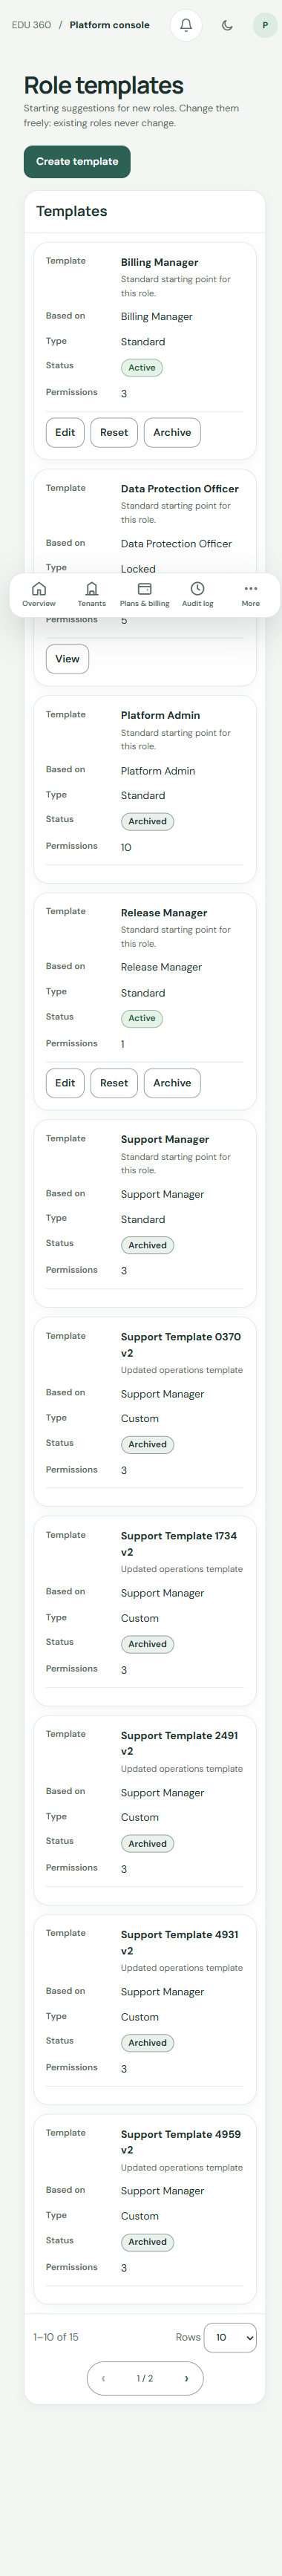 EDU 360 / Platform console
P
Role templates
Starting suggestions for new roles. Change them
freely: existing roles never change.
Create template
Templates
Template Billing Manager
Standard starting point for
this role.
Based on Billing Manager
Type Standard
Status Active
Permissions 3
Edit Reset Archive
Template Data Protection Officer
Standard starting point for
this role.
Based on Data Protection Officer
Type Locked
Overview Tenants Plans & billing Audit log More
Permissions 5
View
Template Platform Admin
Standard starting point for
this role.
Based on Platform Admin
Type Standard
Status Archived
Permissions 10
Template Release Manager
Standard starting point for
this role.
Based on Release Manager
Type Standard
Status Active
Permissions 1
Edit Reset Archive
Template Support Manager
Standard starting point for
this role.
Based on Support Manager
Type Standard
Status Archived
Permissions 3
Template Support Template 0370
v2
Updated operations template
Based on Support Manager
Type Custom
Status Archived
Permissions 3
Template Support Template 1734
v2
Updated operations template
Based on Support Manager
Type Custom
Status Archived
Permissions 3
Template Support Template 2491
v2
Updated operations template
Based on Support Manager
Type Custom
Status Archived
Permissions 3
Template Support Template 4931
v2
Updated operations template
Based on Support Manager
Type Custom
Status Archived
Permissions 3
Template Support Template 4959
v2
Updated operations template
Based on Support Manager
Type Custom
Status Archived
Permissions 3
1–10 of 15 Rows 10
‹ 1 / 2 ›